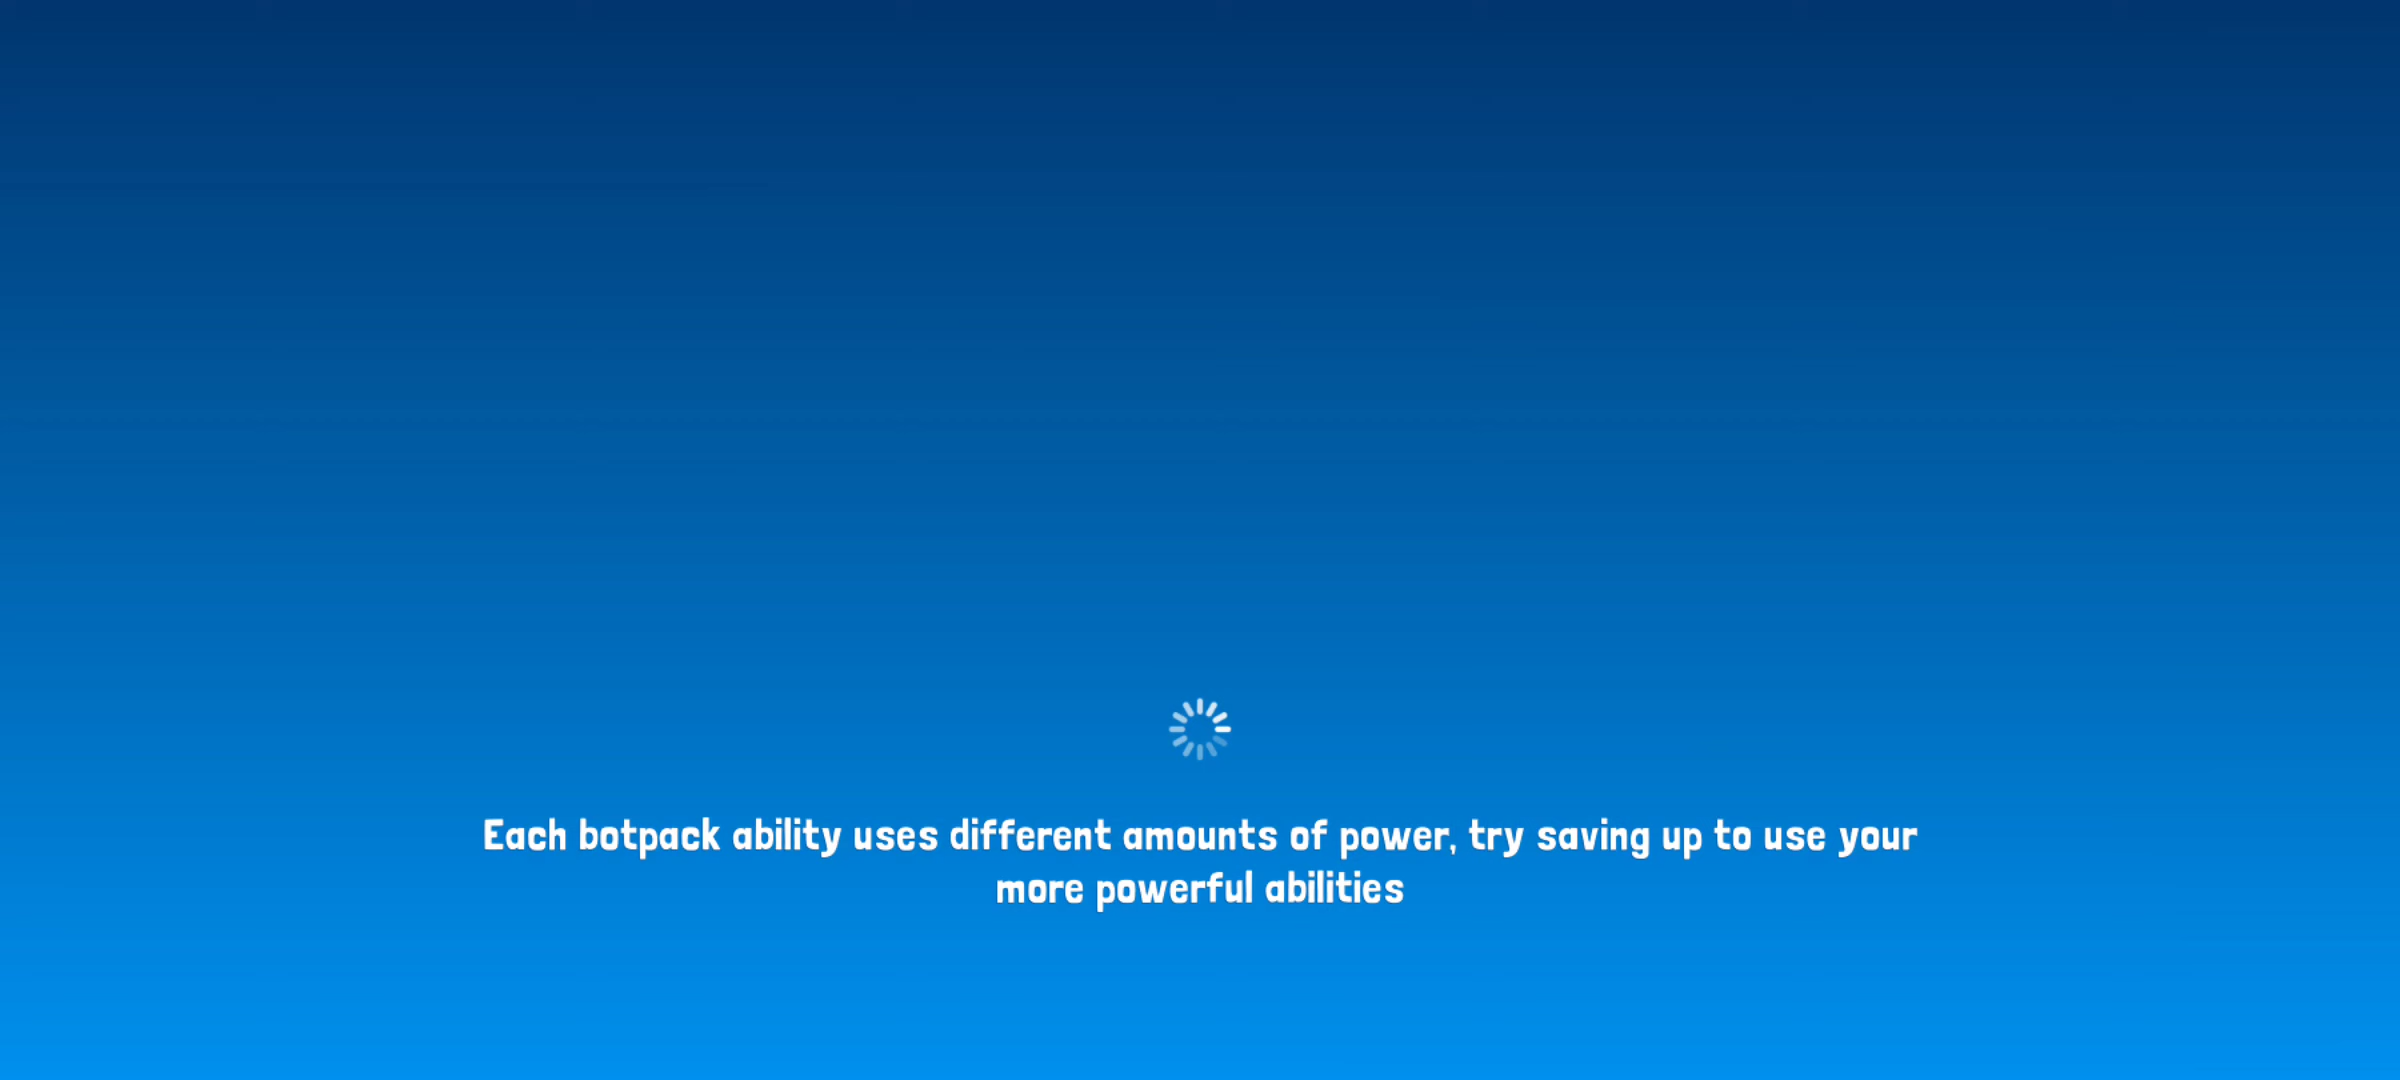 Each botpack ability uses different amounts of power, try saving up to use your
more powerful abilities